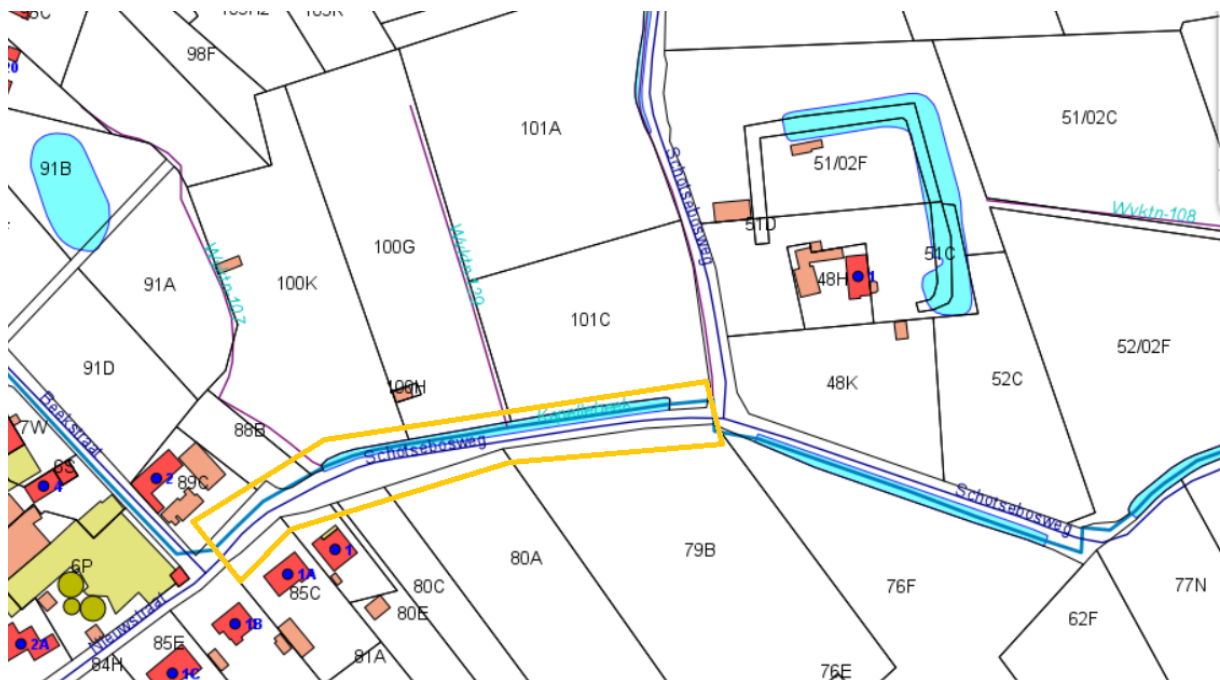 98F
101A
51/02C
51/02F
91B
Wyktn-108
51D
Schotsebosweg
100G
91A
100K
48H
1
51C
101C
52/02F
91D
48K
52C
100H
Beekstraat
7W
88B
Schotsebosweg
2
89C
4
Schotsebosweg
1
80A
79B
6P
1A
85C
80C
76F
77N
80E
62F
Nieuwstraat
1B
85E
2A
81A
84H
1C
76E